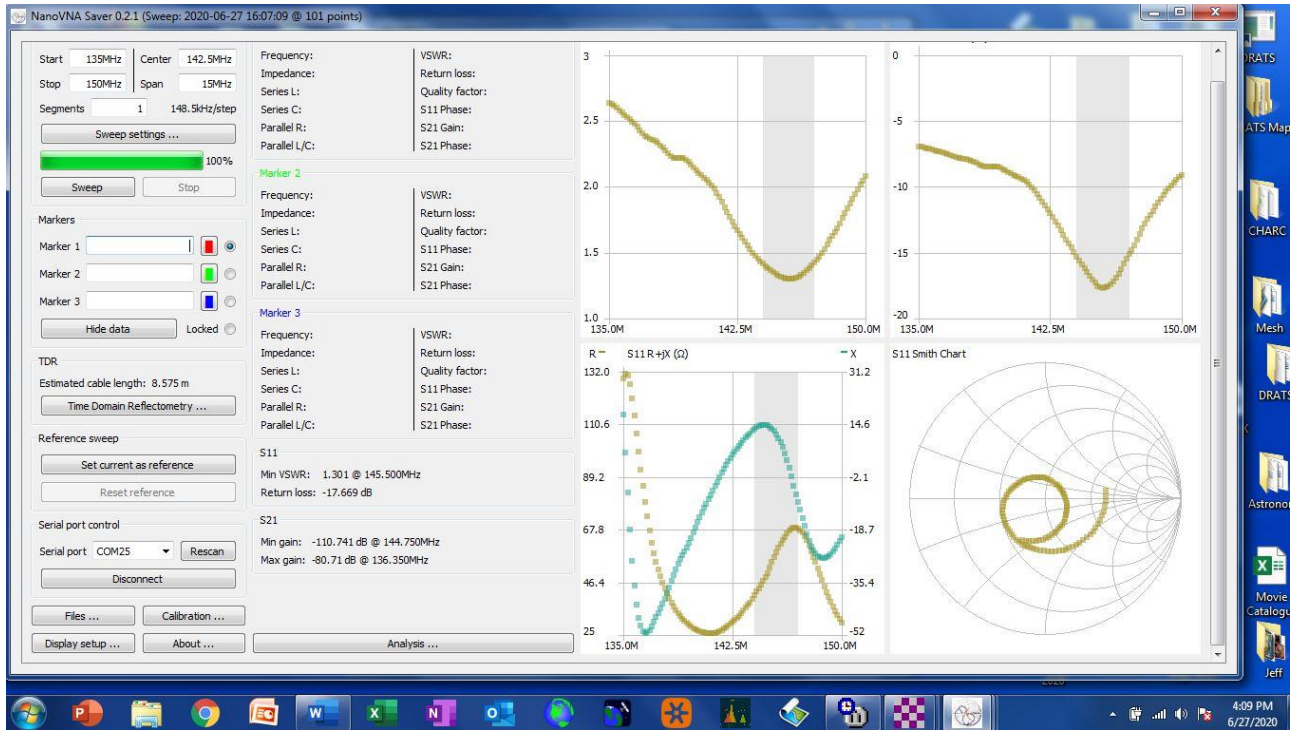 NanoVNA Saver 0.2.1 (Sweep: 2020-06-27 16:07:09 @ 101 points)
Start 135MHz Center 142.5MHz
Stop 150MHz Span 15MHz
Segments 1 148.5kHz/step
Sweep settings ...
100%
Sweep Stop
Markers
Marker 1
Marker 2
Marker 3
Hide data Locked
TDR
Estimated cable length: 8.575 m
Time Domain Reflectometry ...
Reference sweep
Set current as reference
Reset reference
Serial port control
Serial port COM25 Rescan
Disconnect
Files ... Calibration ...
Display setup ... About ...
Frequency: VSWR:
Impedance: Return loss:
Series L: Quality factor:
Series C: S11 Phase:
Parallel R: S21 Gain:
Parallel L/C: S21 Phase:
Marker 2
Frequency: VSWR:
Impedance: Return loss:
Series L: Quality factor:
Series C: S11 Phase:
Parallel R: S21 Gain:
Parallel L/C: S21 Phase:
Marker 3
Frequency: VSWR:
Impedance: Return loss:
Series L: Quality factor:
Series C: S11 Phase:
Parallel R: S21 Gain:
Parallel L/C: S21 Phase:
S11
Min VSWR: 1.301 @ 145.500MHz
Return loss: -17.669 dB
S21
Min gain: -110.741 dB @ 144.750MHz
Max gain: -80.71 dB @ 136.350MHz
Analysis ...
3
2.5
2.0
1.5
1.0
135.0M 142.5M 150.0M
0
-5
-10
-15
-20
135.0M 142.5M 150.0M
R S11 R+jX (Ω) X
132.0 31.2
110.6 14.6
89.2 -2.1
67.8 -18.7
46.4 -35.4
25 -52
135.0M 142.5M 150.0M
S11 Smith Chart
DRATS
ATS Map
CHARC
Mesh
DRATS
Astronor
Movie
Catalogu
Jeff
4:09 PM
6/27/2020